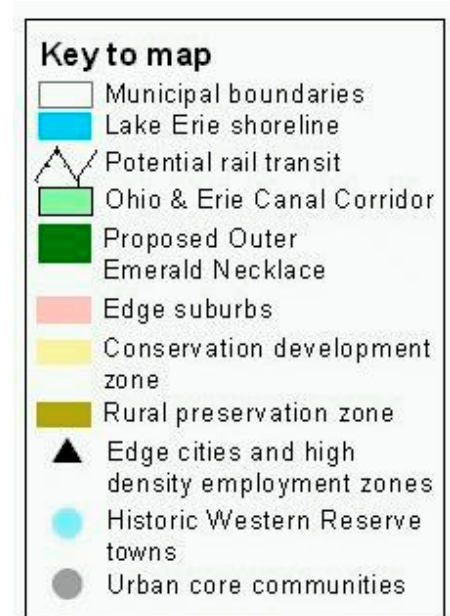 Key to map
Municipal boundaries
Lake Erie shoreline
Potential rail transit
Ohio & Erie Canal Corridor
Proposed Outer
Emerald Necklace
Edge suburbs
Conservation development
zone
Rural preservation zone
Edge cities and high
density employment zones
Historic Western Reserve
towns
Urban core communities